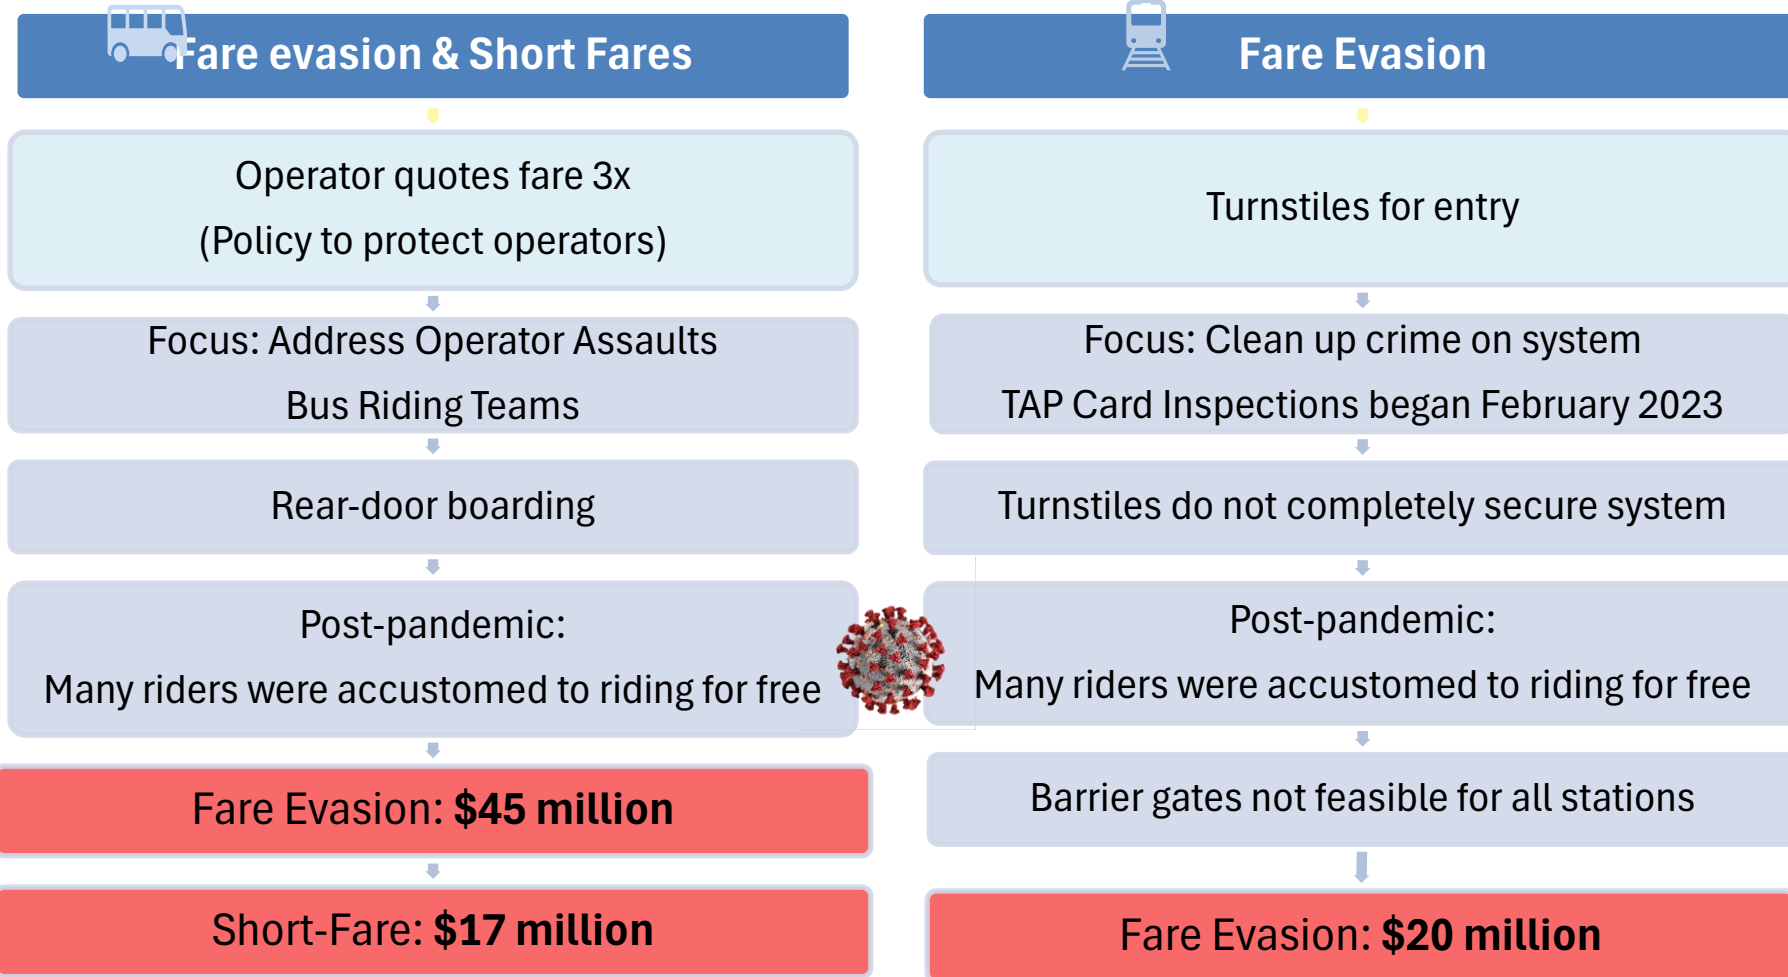 Fare evasion & Short Fares
Operator quotes fare 3x
(Policy to protect operators)
Focus: Address Operator Assaults
Bus Riding Teams
Rear-door boarding
Post-pandemic:
Many riders were accustomed to riding for free
Fare Evasion: $45 million
Short-Fare: $17 million
Fare Evasion
Turnstiles for entry
Focus: Clean up crime on system
TAP Card Inspections began February 2023
Turnstiles do not completely secure system
Post-pandemic:
Many riders were accustomed to riding for free
Barrier gates not feasible for all stations
Fare Evasion: $20 million